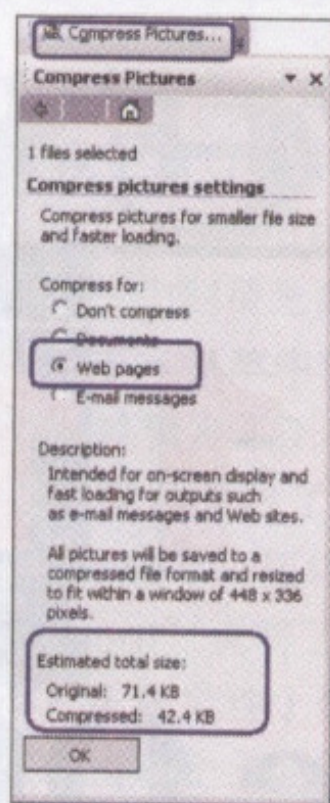 Compress Pictures...
Compress Pictures
1 files selected
Compress pictures settings
Compress pictures for smaller file size
and faster loading.
Compress for:
Don't compress
Documents
Web pages
E-mail messages
Description:
Intended for on-screen display and
fast loading for outputs such
as e-mail messages and Web sites.
All pictures will be saved to a
compressed file format and resized
to fit within a window of 448 x 336
pixels.
Estimated total size:
Original: 71.4 KB
Compressed: 42.4 KB
OK